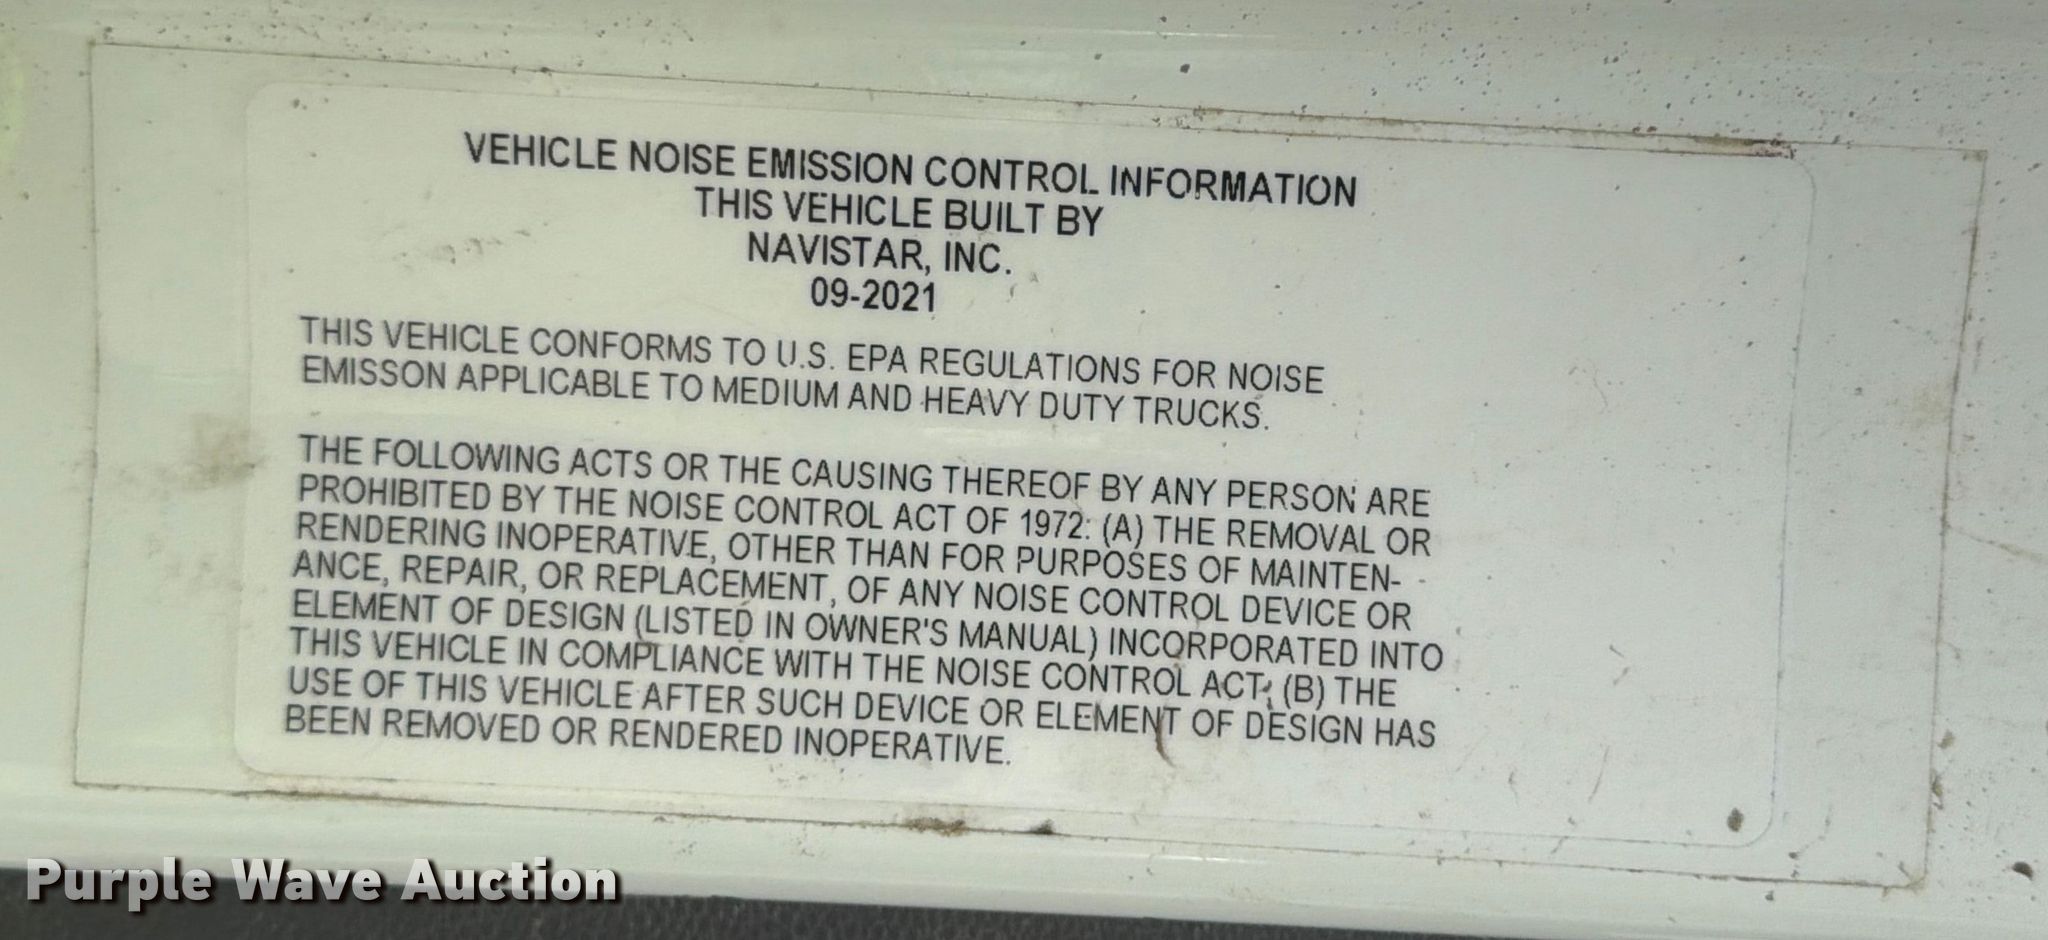 VEHICLE NOISE EMISSION CONTROL INFORMATION
THIS VEHICLE BUILT BY
NAVISTAR, INC.
09-2021
THIS VEHICLE CONFORMS TO U.S. EPA REGULATIONS FOR NOISE
EMISSON APPLICABLE TO MEDIUM AND HEAVY DUTY TRUCKS.
THE FOLLOWING ACTS OR THE CAUSING THEREOF BY ANY PERSON ARE
PROHIBITED BY THE NOISE CONTROL ACT OF 1972: (A) THE REMOVAL OR
RENDERING INOPERATIVE, OTHER THAN FOR PURPOSES OF MAINTEN-
ANCE, REPAIR, OR REPLACEMENT, OF ANY NOISE CONTROL DEVICE OR
ELEMENT OF DESIGN (LISTED IN OWNER'S MANUAL) INCORPORATED INTO
THIS VEHICLE IN COMPLIANCE WITH THE NOISE CONTROL ACT; (B) THE
USE OF THIS VEHICLE AFTER SUCH DEVICE OR ELEMENT OF DESIGN HAS
BEEN REMOVED OR RENDERED INOPERATIVE.
Purple Wave Auction